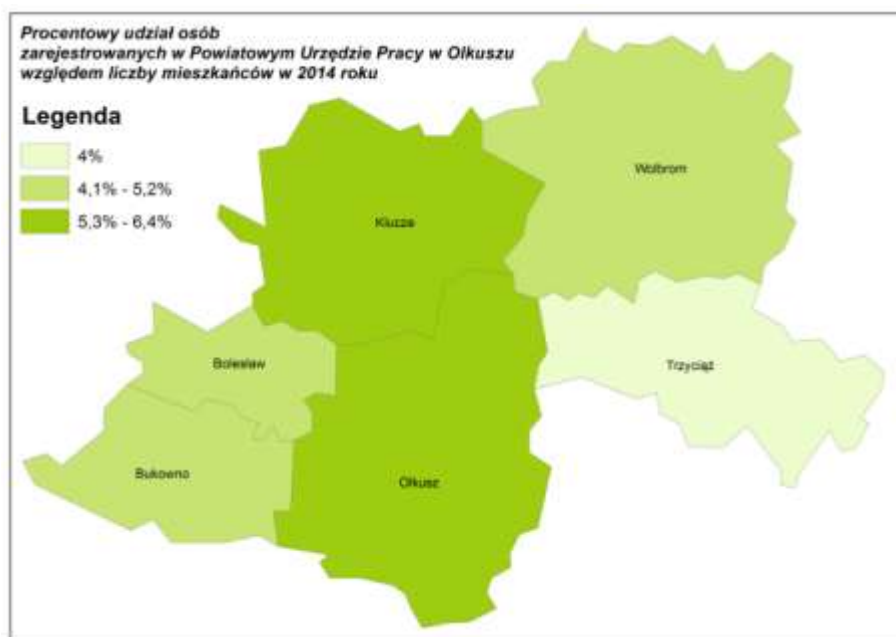 Procentowy udział osób
zarejestrowanych w Powiatowym Urzędzie Pracy w Olkuszu
względem liczby mieszkańców w 2014 roku
Legenda
4%
4,1% - 5,2%
5,3% - 6,4%
Wolbrom
Klucze
Bolesław
Trzyciąż
Bukowno
Olkusz